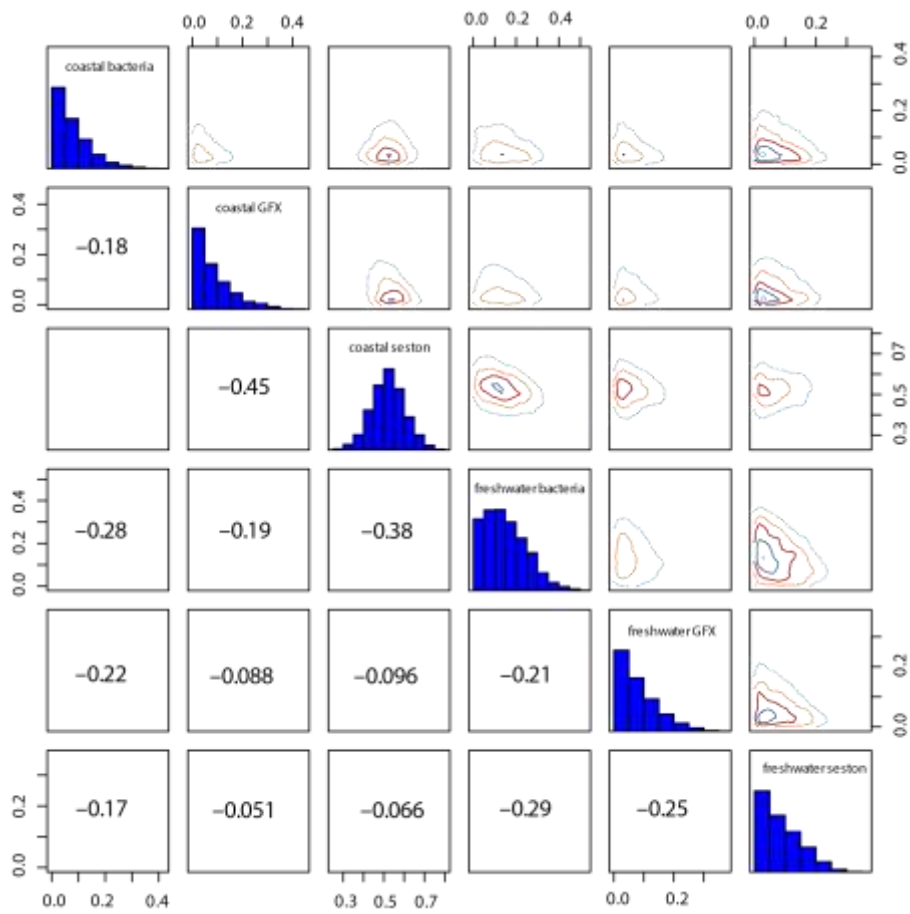 0.0 0.2 0.4 0.0 0.2 0.4 0.0 0.2
coastal bacteria
0.0 0.2 0.4
0.0 0.2 0.4
−0.18
coastal GFX
−0.45
coastal seston
0.3 0.5 0.7
0.0 0.2 0.4
−0.28 −0.19 −0.38
freshwater bacteria
−0.22 −0.088 −0.096 −0.21
freshwater GFX
0.0 0.2
0.0 0.2
−0.17 −0.051 −0.066 −0.29 −0.25
freshwater seston
0.0 0.2 0.4 0.3 0.5 0.7 0.0 0.2